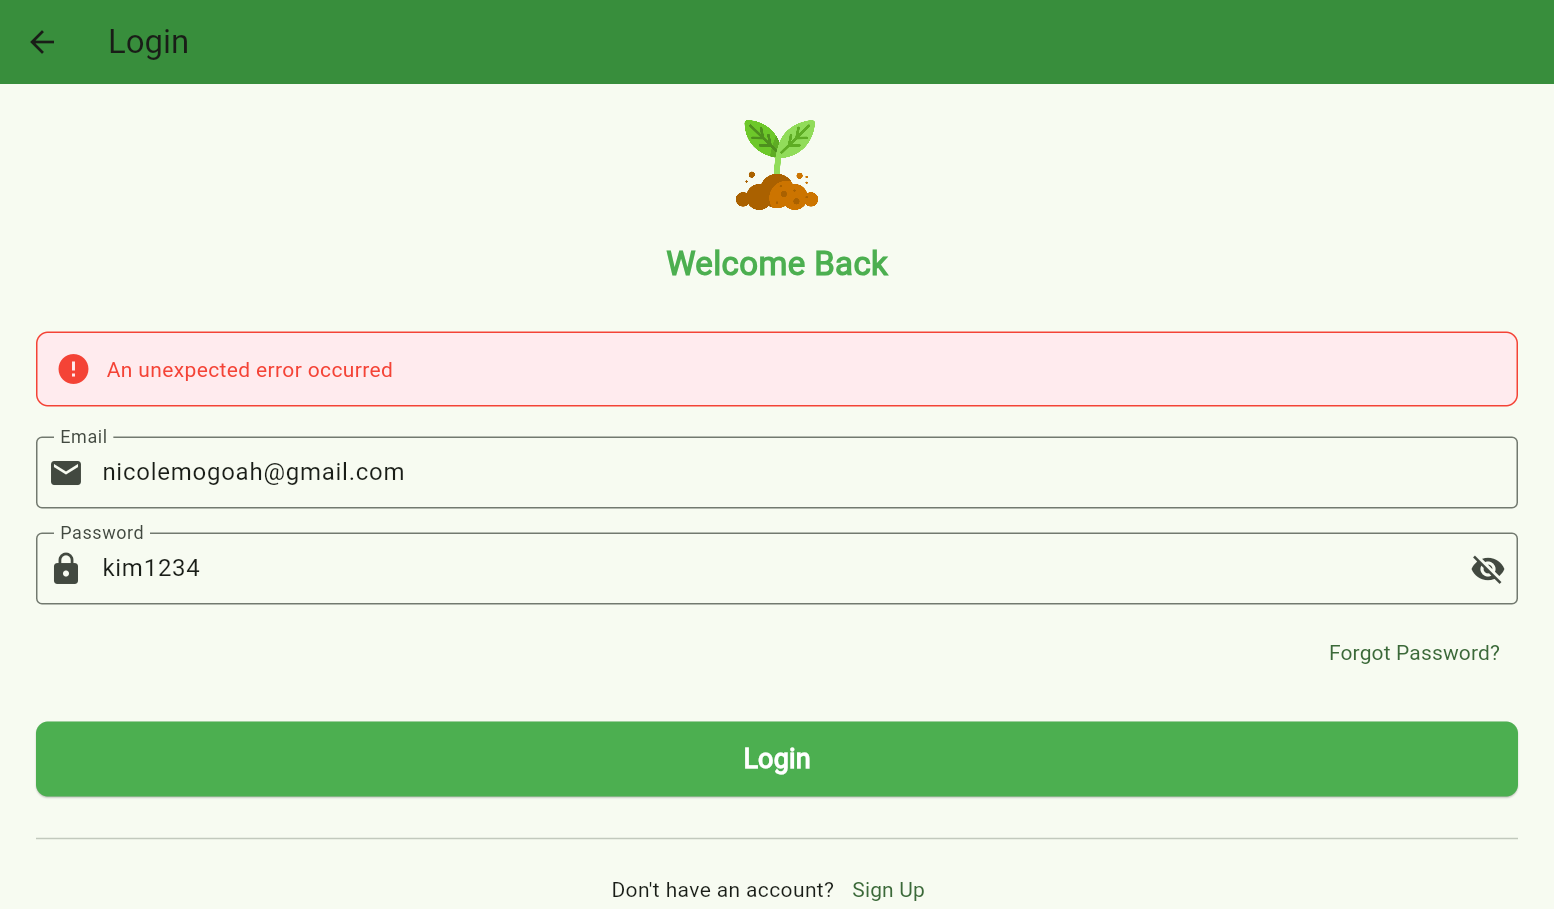 Login
Welcome Back
An unexpected error occurred
Email
nicolemogoah@gmail.com
Password
kim1234
Forgot Password?
Login
Don't have an account? Sign Up